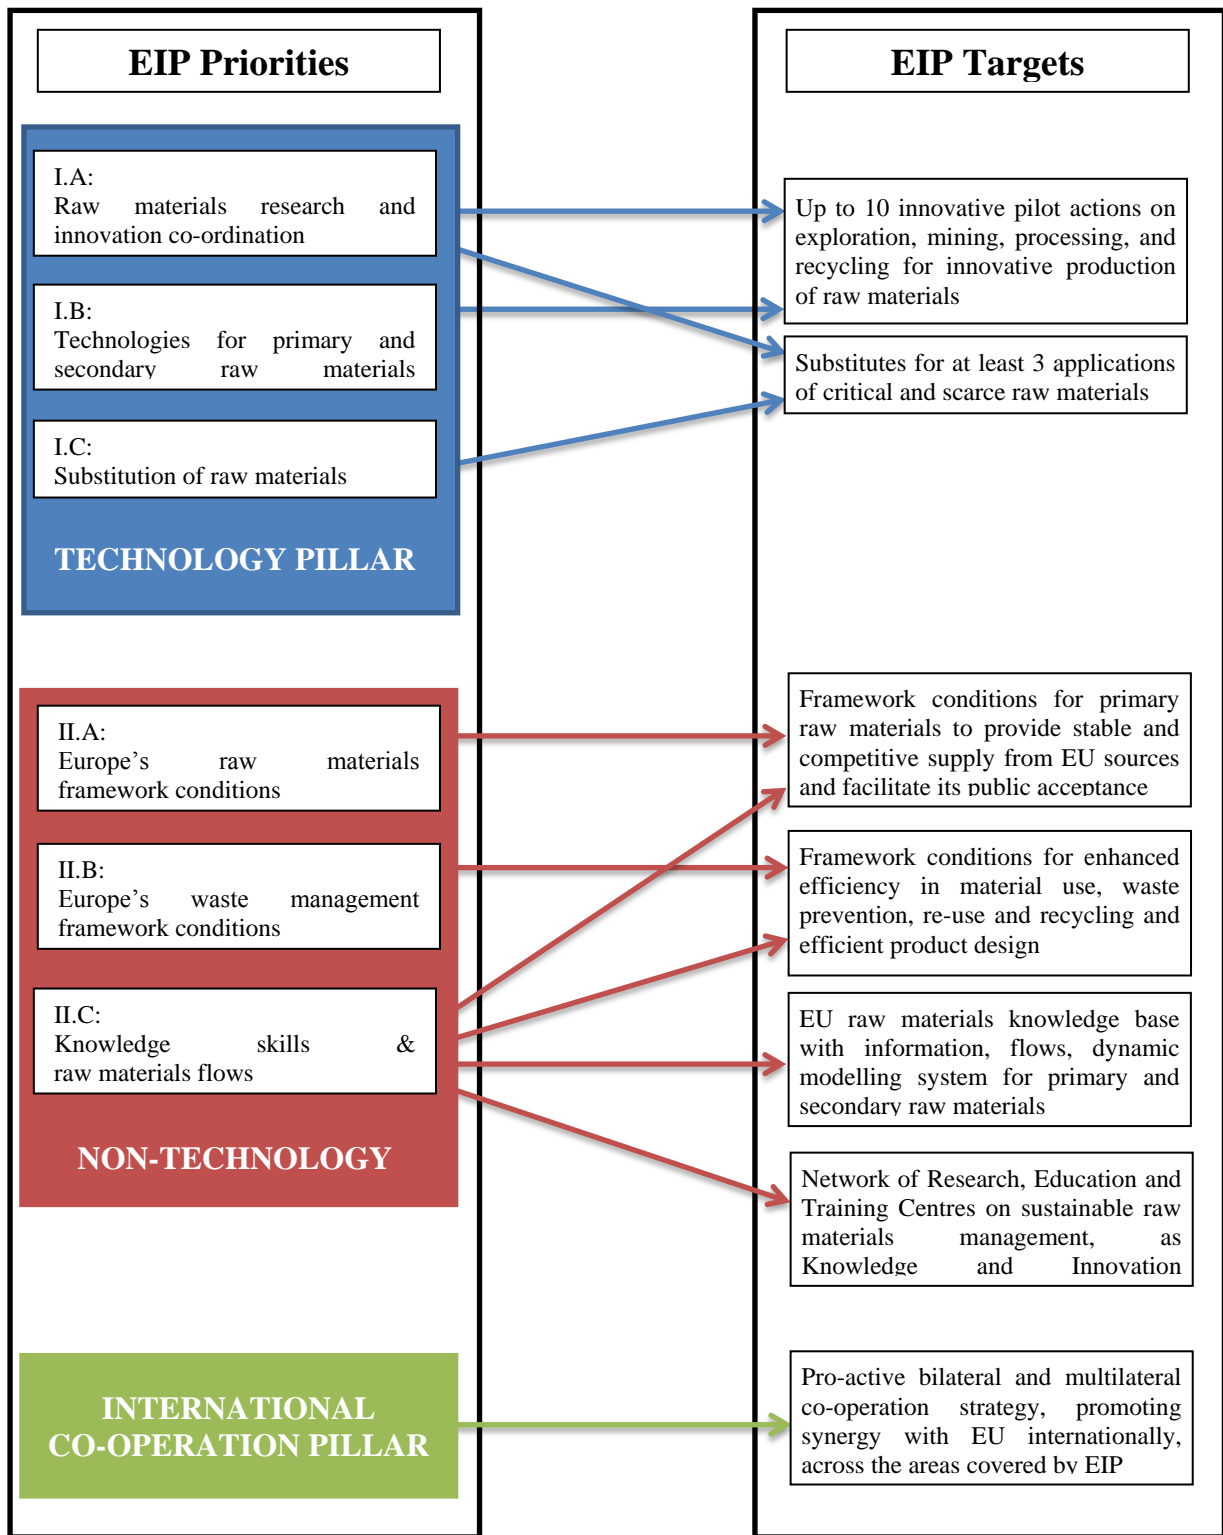 EIP Priorities
I.A:
Raw materials research and
innovation co-ordination
I.B:
Technologies for primary and
secondary raw materials
I.C:
Substitution of raw materials
TECHNOLOGY PILLAR
II.A:
Europe’s raw materials
framework conditions
II.B:
Europe’s waste management
framework conditions
II.C:
Knowledge skills &
raw materials flows
NON-TECHNOLOGY
INTERNATIONAL
CO-OPERATION PILLAR
EIP Targets
Up to 10 innovative pilot actions on
exploration, mining, processing, and
recycling for innovative production
of raw materials
Substitutes for at least 3 applications
of critical and scarce raw materials
Framework conditions for primary
raw materials to provide stable and
competitive supply from EU sources
and facilitate its public acceptance
Framework conditions for enhanced
efficiency in material use, waste
prevention, re-use and recycling and
efficient product design
EU raw materials knowledge base
with information, flows, dynamic
modelling system for primary and
secondary raw materials
Network of Research, Education and
Training Centres on sustainable raw
materials management, as
Knowledge and Innovation
Pro-active bilateral and multilateral
co-operation strategy, promoting
synergy with EU internationally,
across the areas covered by EIP